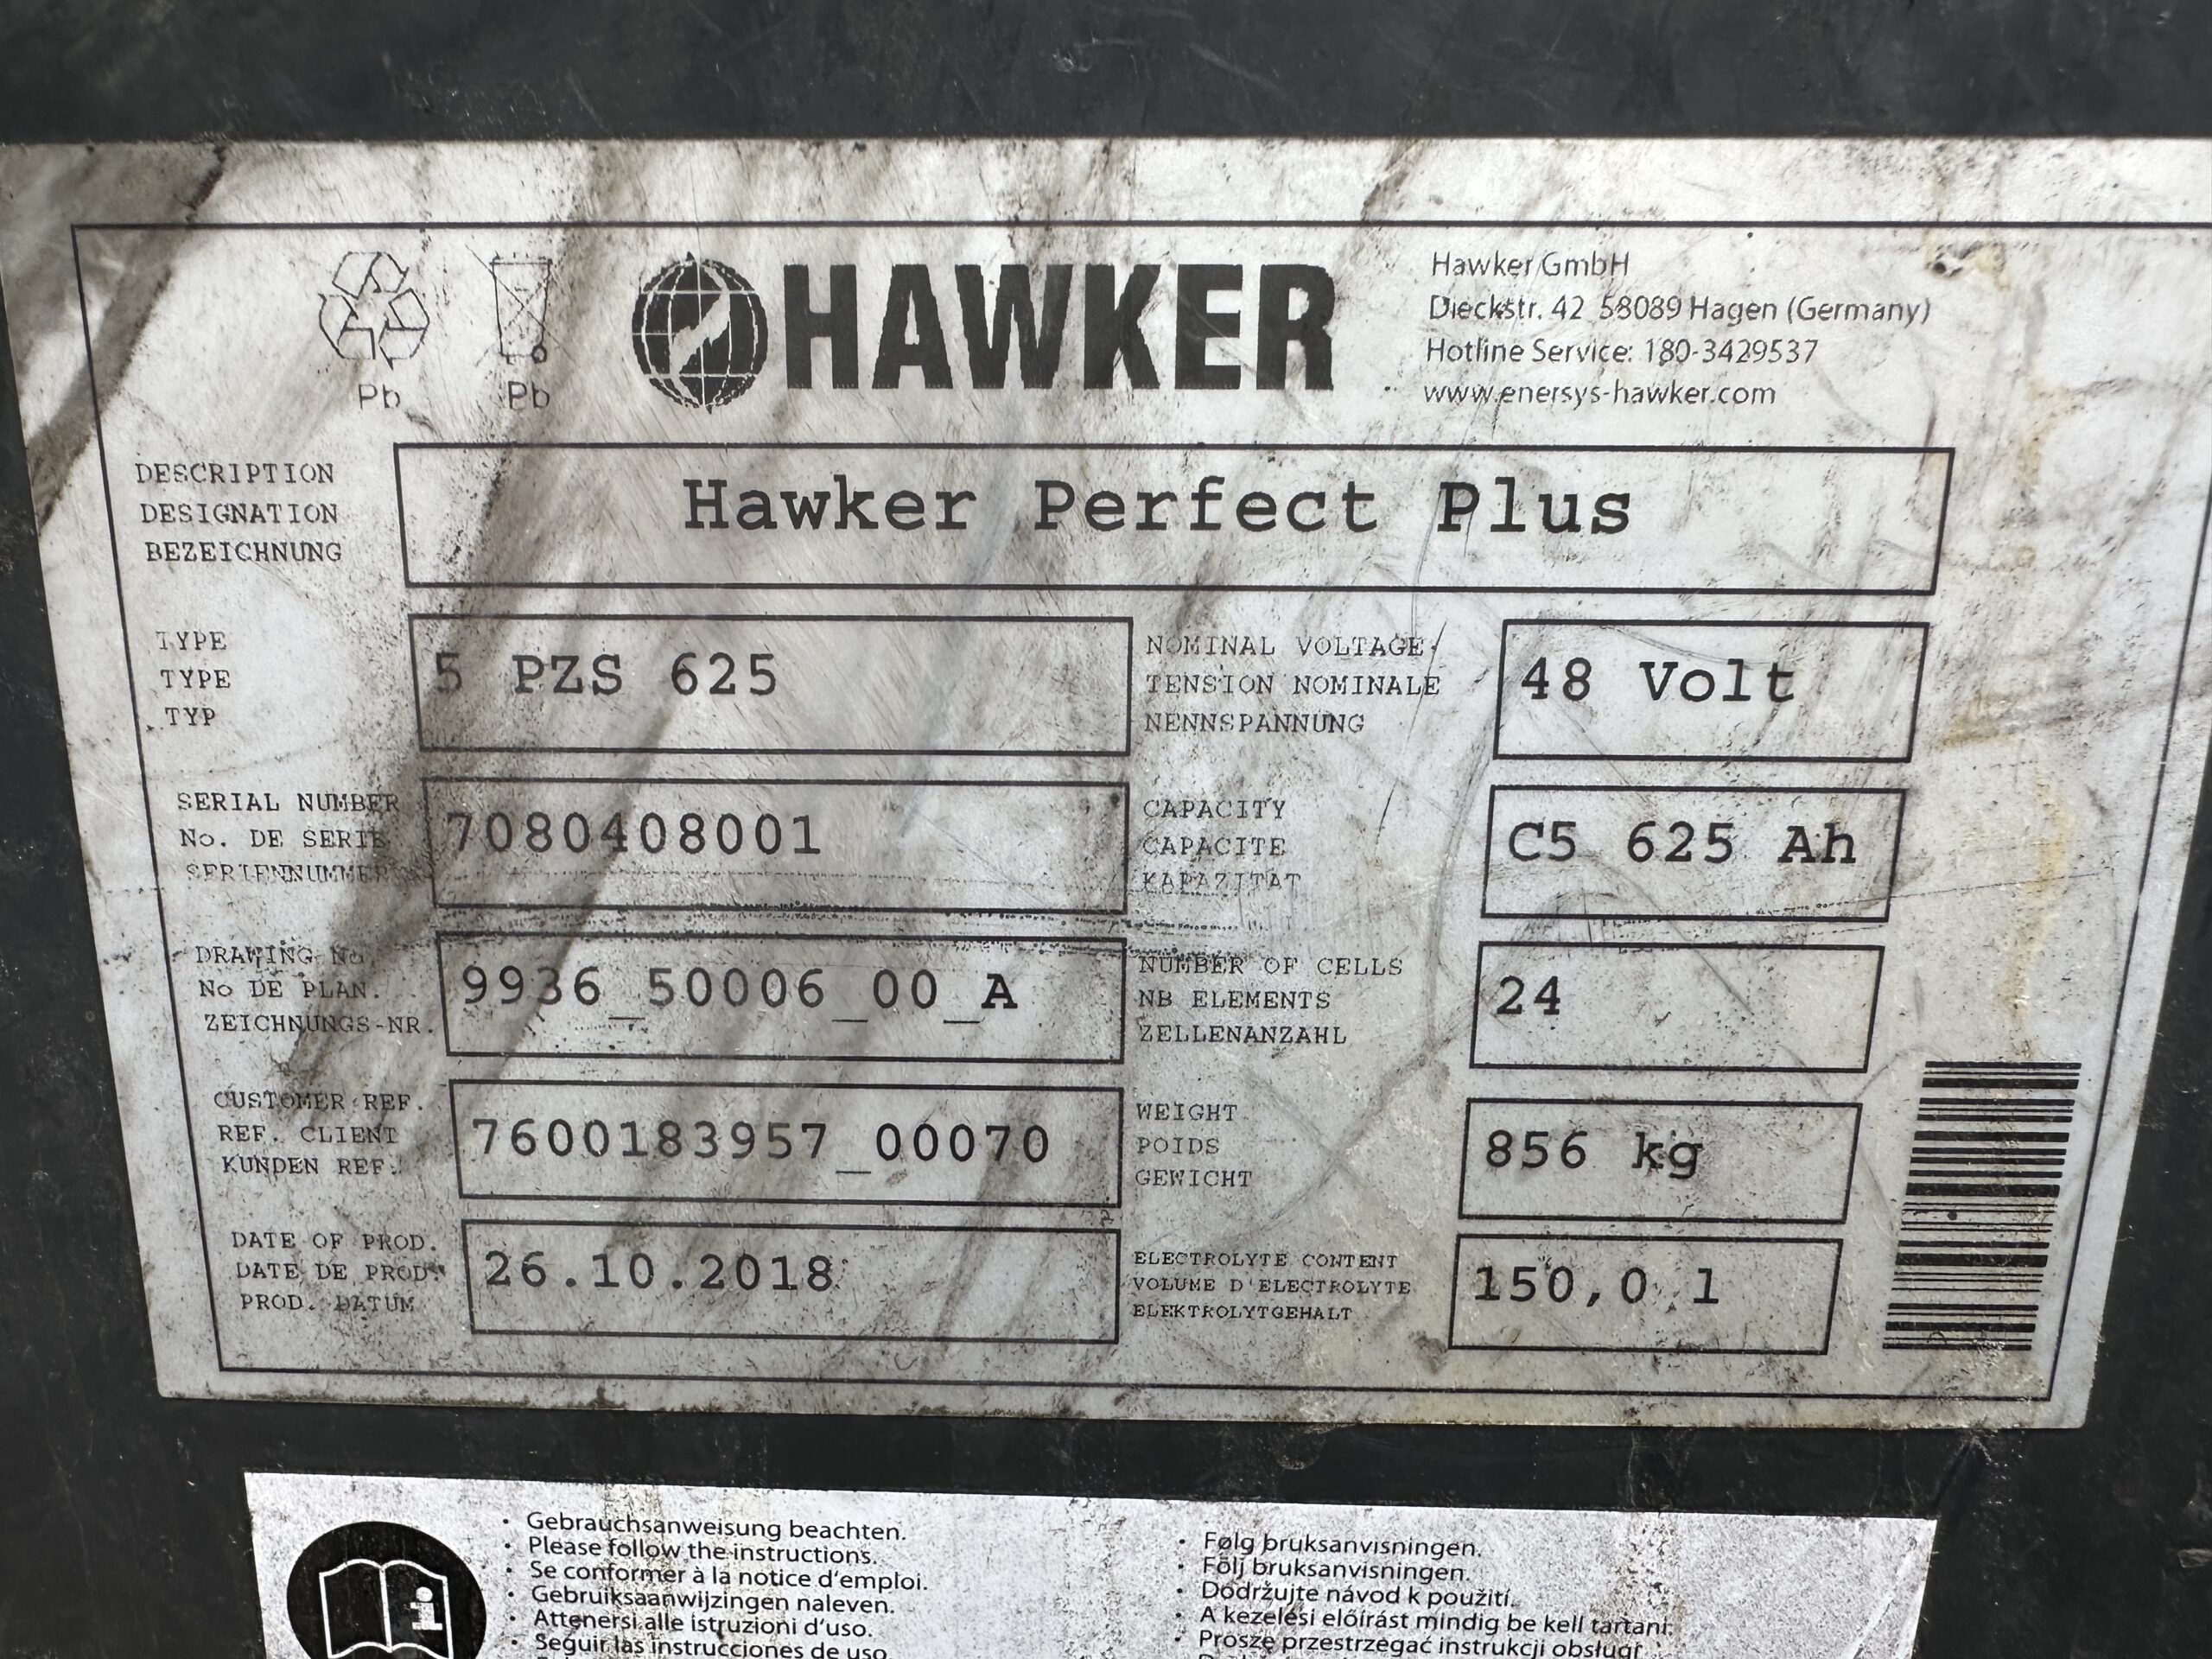 Pb
Pb
HAWKER
Hawker GmbH
Dieckstr. 42 58089 Hagen (Germany)
Hotline Service: 180-3429537
www.enersys-hawker.com
DESCRIPTION
DESIGNATION
BEZEICHNUNG
Hawker Perfect Plus
TYPE
TYPE
TYP
5 PZS 625
NOMINAL VOLTAGE
TENSION NOMINALE
NENNSPANNUNG
48 Volt
SERIAL NUMBER
No. DE SERIE
SERIENNUMMER
7080408001
CAPACITY
CAPACITE
KAPAZITAT
C5 625 Ah
DRAWING No.
No DE PLAN.
ZEICHNUNGS-NR.
9936_50006_00_A
NUMBER OF CELLS
NB ELEMENTS
ZELLENANZAHL
24
CUSTOMER REF.
REF. CLIENT
KUNDEN REF.
7600183957_00070
WEIGHT
POIDS
GEWICHT
856 kg
DATE OF PROD.
DATE DE PROD.
PROD. DATUM
26.10.2018
ELECTROLYTE CONTENT
VOLUME D'ELECTROLYTE
ELEKTROLYTGEHALT
150,0 l
• Gebrauchsanweisung beachten.
• Please follow the instructions.
• Se conformer à la notice d'emploi.
• Gebruiksaanwijzingen naleven.
• Attenersi alle istruzioni d'uso.
• Seguir las instrucciones de uso.
• Følg bruksanvisningen.
• Följ bruksanvisningen.
• Dodržujte návod k použití.
• A kezelési előírást mindig be kell tartani.
• Proszę przestrzegać instrukcji obsługi